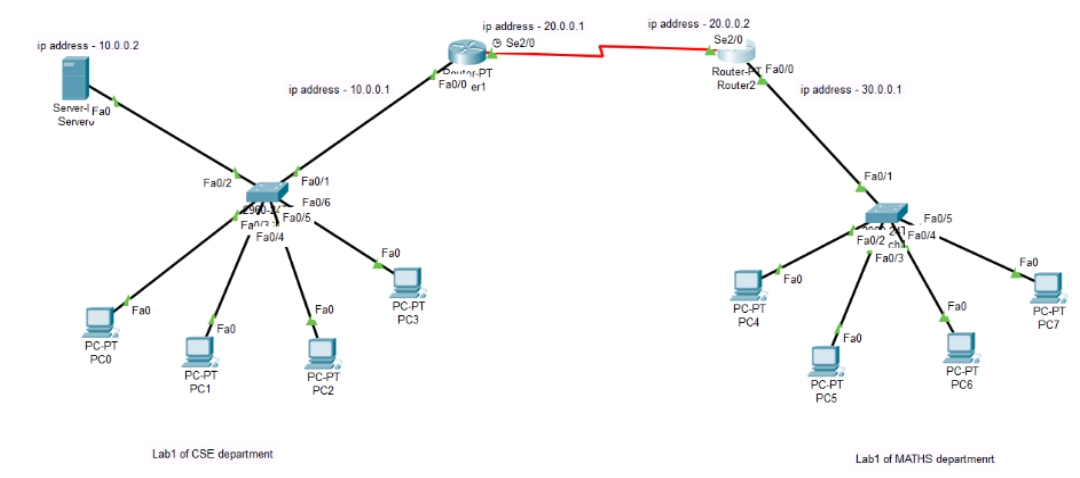 ip address - 20.0.0.1
ip address - 20.0.0.2
ip address - 10.0.0.2
Se2/0
Se2/0
Router-PT
Fa0/0
er1
Router-PT
Fa0/0
Router2
ip address - 10.0.0.1
ip address - 30.0.0.1
Server-
Fa0
Server0
Fa0/2
Fa0/1
Fa0/6
Fa0/5
Fa0/3
Fa0/4
Fa0/1
Fa0/5
Fa0/4
Fa0/2
Fa0/3
Fa0
PC-PT
PC0
Fa0
PC-PT
PC1
Fa0
PC-PT
PC2
Fa0
PC-PT
PC3
Fa0
PC-PT
PC4
Fa0
PC-PT
PC5
Fa0
PC-PT
PC6
Fa0
PC-PT
PC7
Lab1 of CSE department
Lab1 of MATHS departmenrt